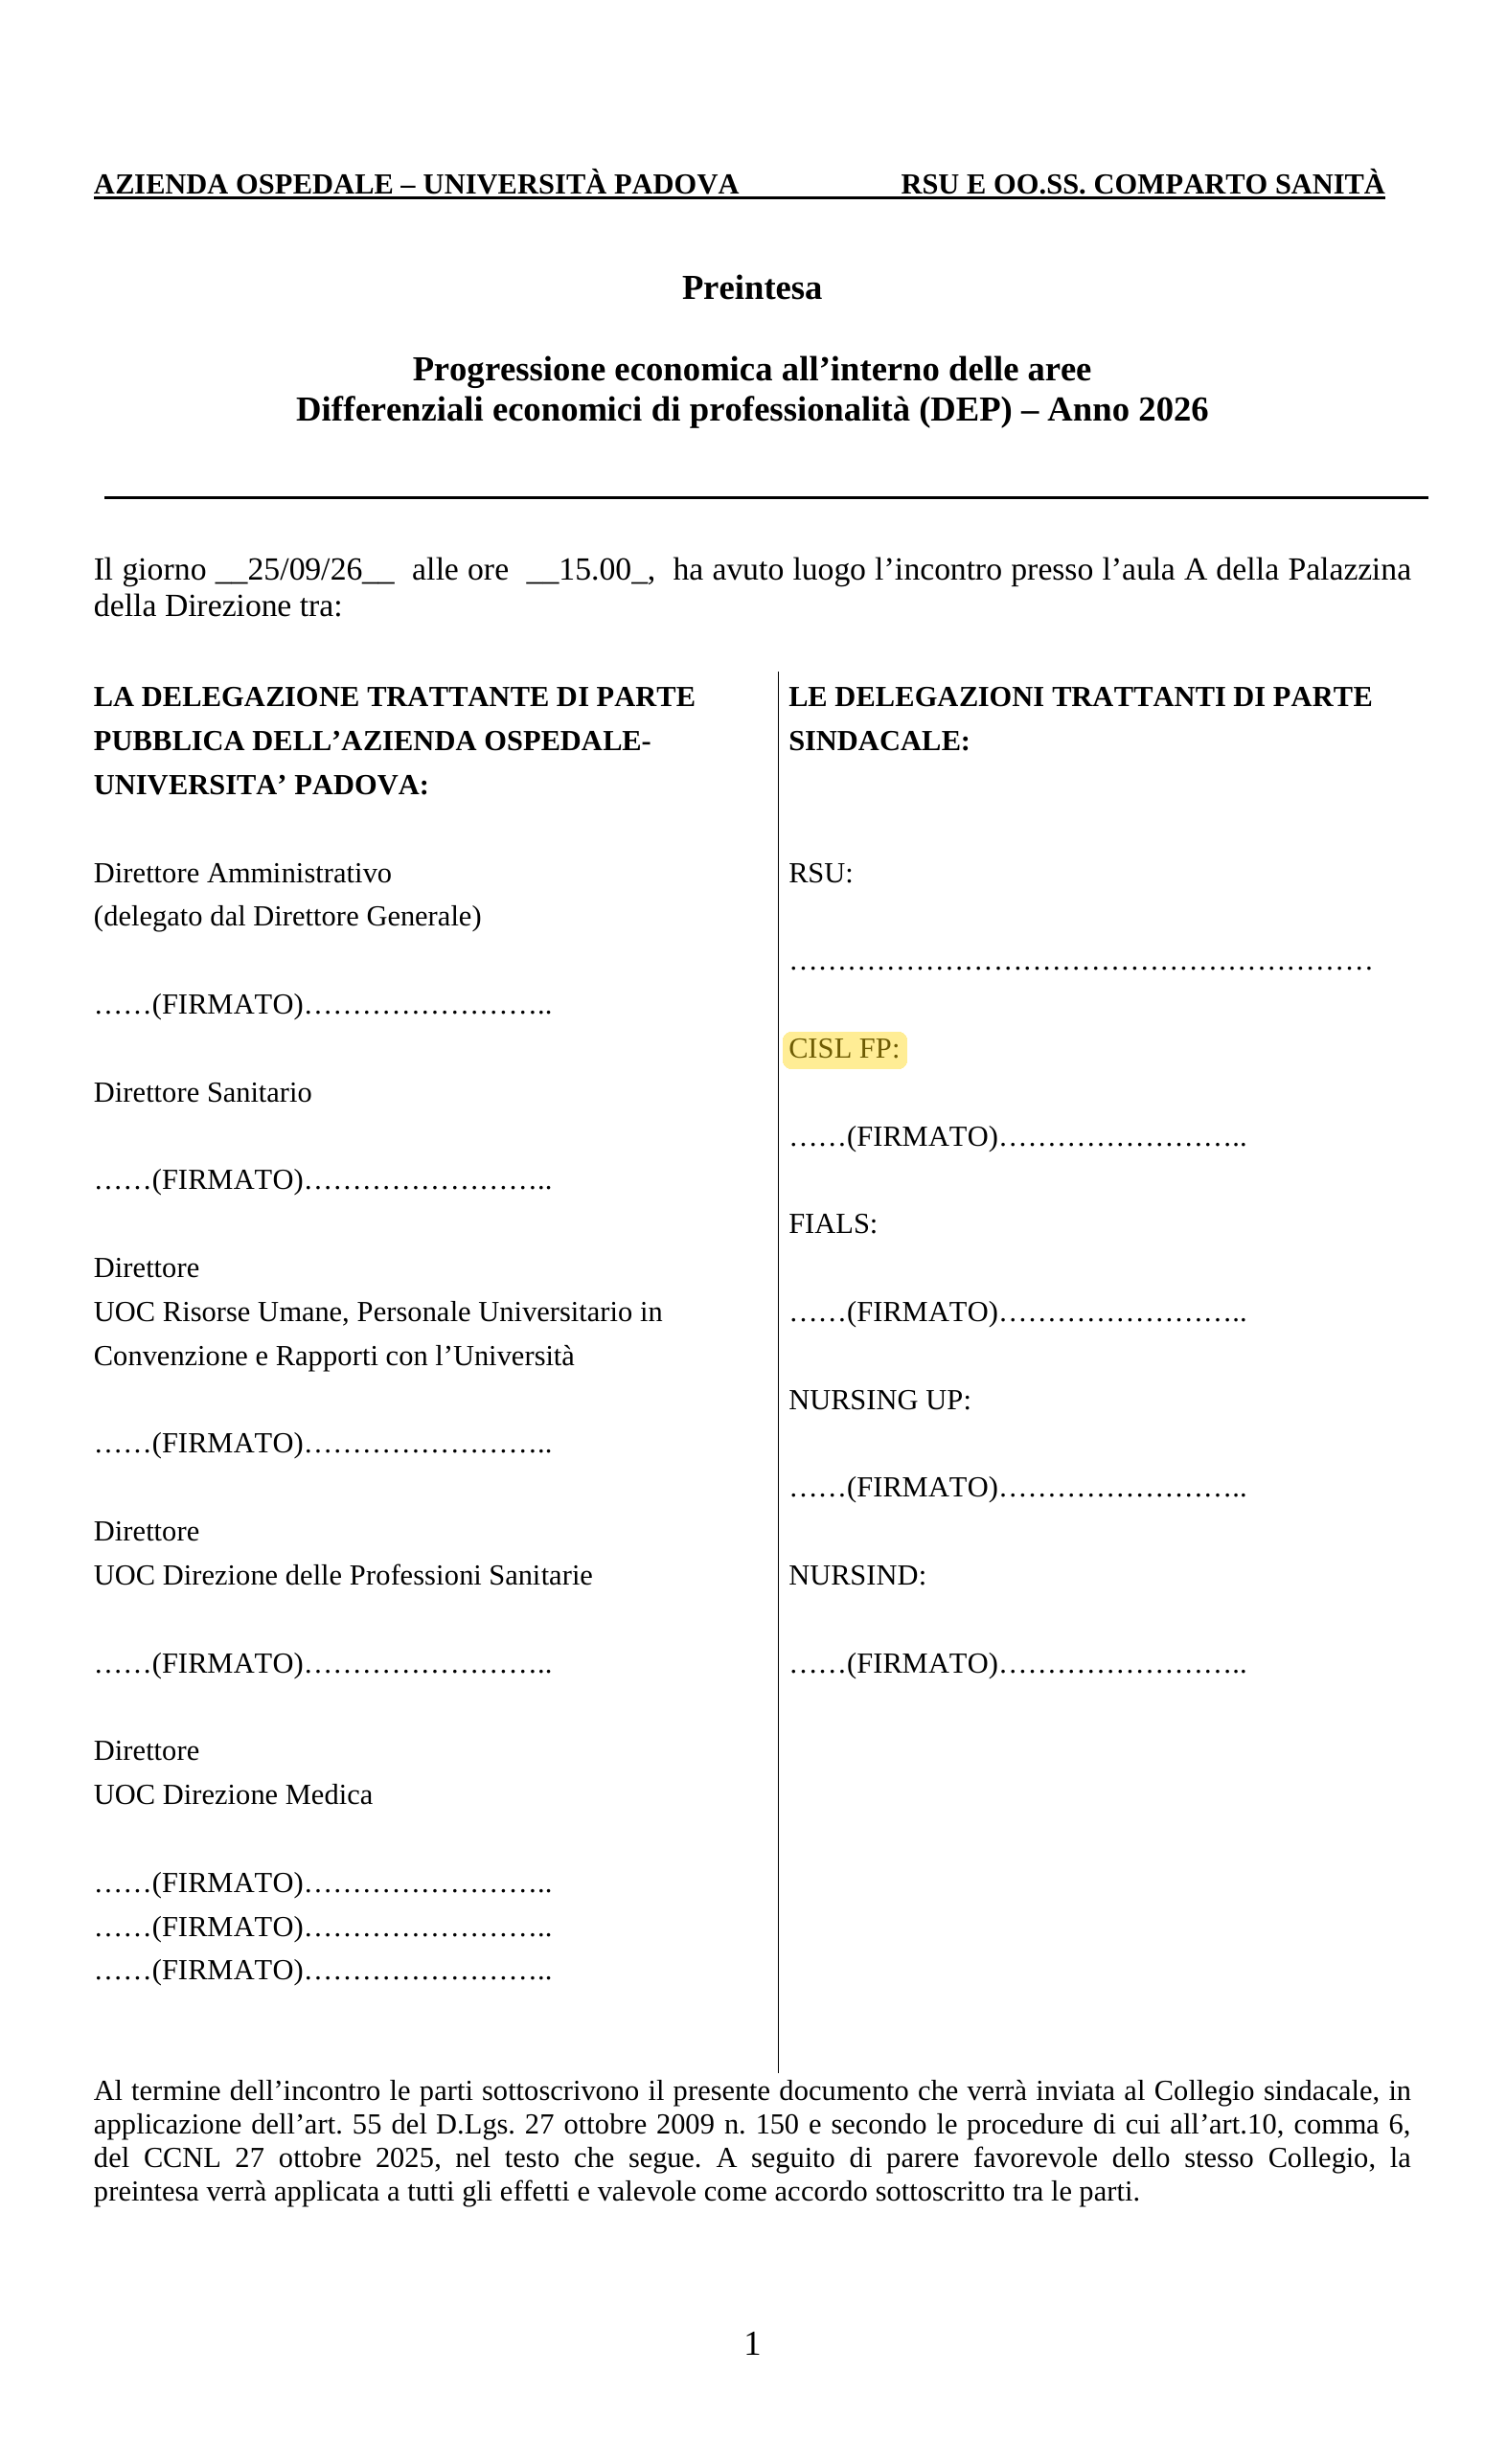 AZIENDA OSPEDALE – UNIVERSITÀ PADOVA RSU E OO.SS. COMPARTO SANITÀ
Preintesa
Progressione economica all’interno delle aree
Differenziali economici di professionalità (DEP) – Anno 2026
Il giorno __25/09/26__ alle ore __15.00_, ha avuto luogo l’incontro presso l’aula A della Palazzina
della Direzione tra:
LA DELEGAZIONE TRATTANTE DI PARTE
PUBBLICA DELL’AZIENDA OSPEDALE-
UNIVERSITA’ PADOVA:
Direttore Amministrativo
(delegato dal Direttore Generale)
……(FIRMATO)……………………..
Direttore Sanitario
……(FIRMATO)……………………..
Direttore
UOC Risorse Umane, Personale Universitario in
Convenzione e Rapporti con l’Università
……(FIRMATO)……………………..
Direttore
UOC Direzione delle Professioni Sanitarie
……(FIRMATO)……………………..
Direttore
UOC Direzione Medica
……(FIRMATO)……………………..
……(FIRMATO)……………………..
……(FIRMATO)……………………..
LE DELEGAZIONI TRATTANTI DI PARTE
SINDACALE:
RSU:
……………………………………………………
CISL FP:
……(FIRMATO)……………………..
FIALS:
……(FIRMATO)……………………..
NURSING UP:
……(FIRMATO)……………………..
NURSIND:
……(FIRMATO)……………………..
Al termine dell’incontro le parti sottoscrivono il presente documento che verrà inviata al Collegio sindacale, in
applicazione dell’art. 55 del D.Lgs. 27 ottobre 2009 n. 150 e secondo le procedure di cui all’art.10, comma 6,
del CCNL 27 ottobre 2025, nel testo che segue. A seguito di parere favorevole dello stesso Collegio, la
preintesa verrà applicata a tutti gli effetti e valevole come accordo sottoscritto tra le parti.
1